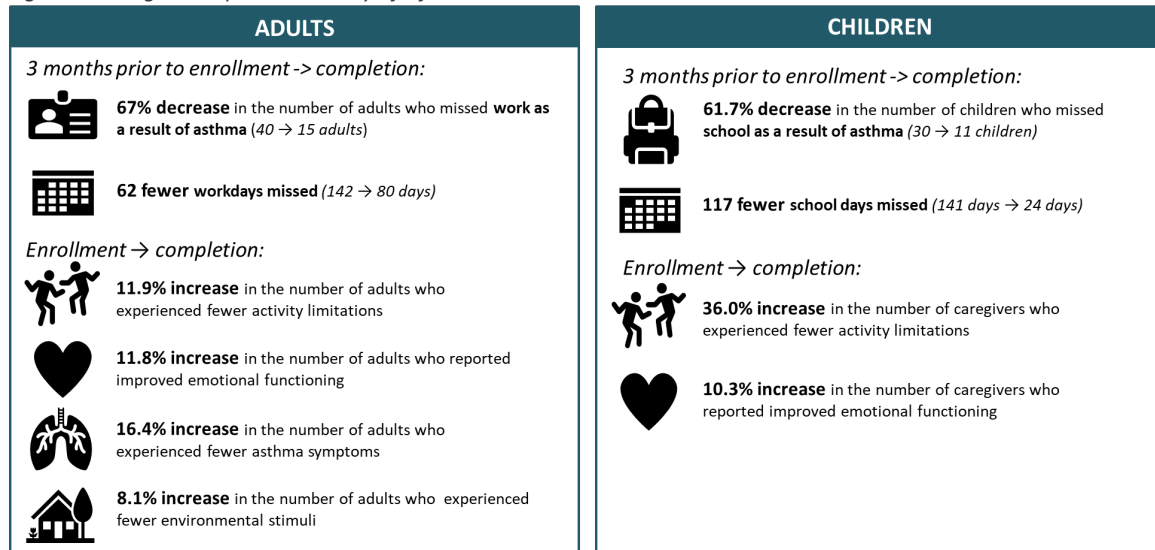 ADULTS
3 months prior to enrollment -> completion:
67% decrease in the number of adults who missed work as
a result of asthma (40 → 15 adults)
62 fewer workdays missed (142 → 80 days)
Enrollment → completion:
11.9% increase in the number of adults who
experienced fewer activity limitations
11.8% increase in the number of adults who reported
improved emotional functioning
16.4% increase in the number of adults who
experienced fewer asthma symptoms
8.1% increase in the number of adults who experienced
fewer environmental stimuli
CHILDREN
3 months prior to enrollment -> completion:
61.7% decrease in the number of children who missed
school as a result of asthma (30 → 11 children)
117 fewer school days missed (141 days → 24 days)
Enrollment → completion:
36.0% increase in the number of caregivers who
experienced fewer activity limitations
10.3% increase in the number of caregivers who
reported improved emotional functioning